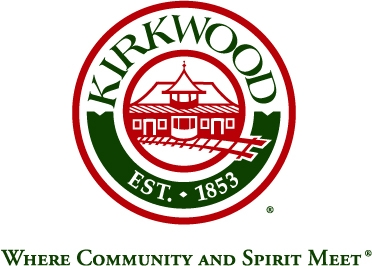 KIRKWOOD
EST. • 1853
®
WHERE COMMUNITY AND SPIRIT MEET®